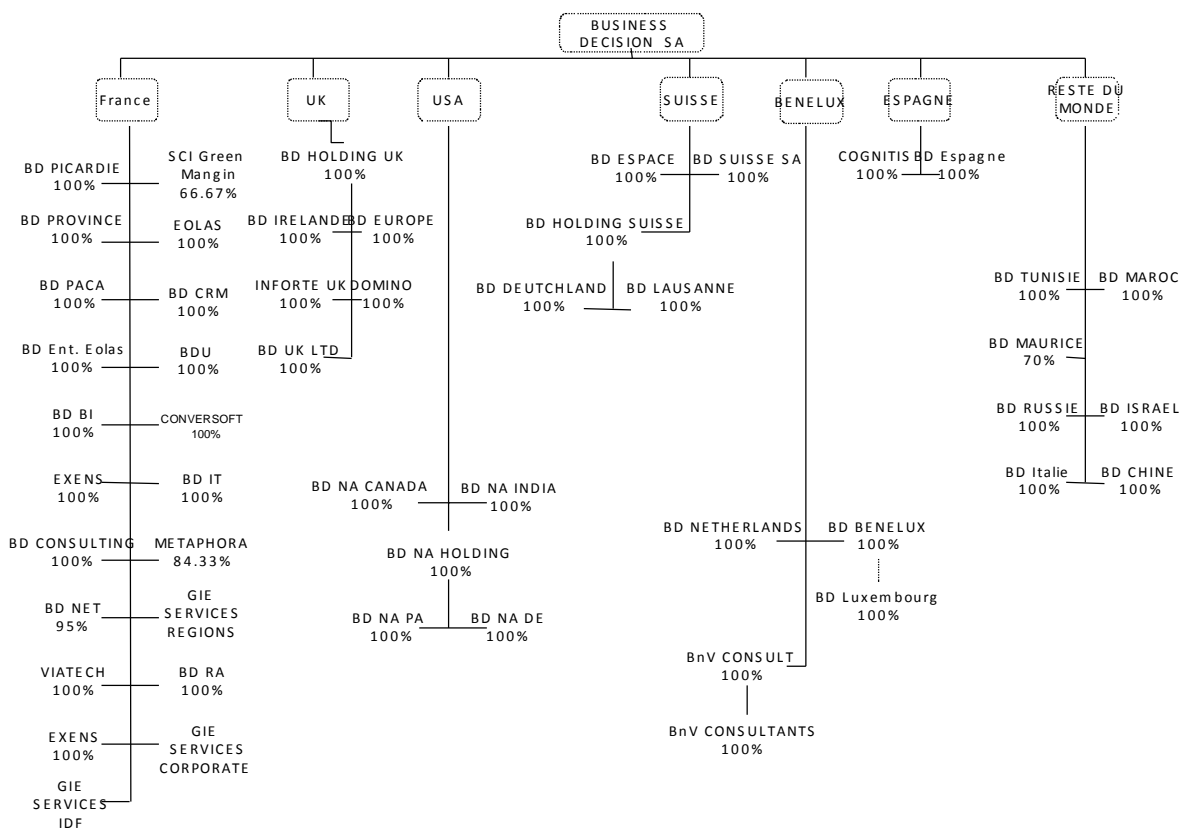 BUSINESS
DECISION SA
France
UK
USA
SUISSE
BENELUX
ESPAGNE
RESTE DU
MONDE
BD PICARDIE
100%
SCI Green
Mangin
66.67%
BD PROVINCE
100%
EOLAS
100%
BD PACA
100%
BD CRM
100%
BD Ent. Eolas
100%
BDU
100%
BD BI
100%
CONVERSOFT
100%
EXENS
100%
BD IT
100%
BD CONSULTING
100%
METAPHORA
84.33%
BD NET
95%
GIE
SERVICES
REGIONS
VIATECH
100%
BD RA
100%
EXENS
100%
GIE
SERVICES
CORPORATE
GIE
SERVICES
IDF
BD HOLDING UK
100%
BD IRELANDE
100%
BD EUROPE
100%
INFORTE UK
100%
DOMINO
100%
BD UK LTD
100%
BD NA CANADA
100%
BD NA INDIA
100%
BD NA HOLDING
100%
BD NA PA
100%
BD NA DE
100%
BD ESPACE
100%
BD SUISSE SA
100%
BD HOLDING SUISSE
100%
BD DEUTCHLAND
100%
BD LAUSANNE
100%
BD NETHERLANDS
100%
BD BENELUX
100%
BD Luxembourg
100%
BnV CONSULT
100%
BnV CONSULTANTS
100%
COGNITIS
100%
BD Espagne
100%
BD TUNISIE
100%
BD MAROC
100%
BD MAURICE
70%
BD RUSSIE
100%
BD ISRAEL
100%
BD Italie
100%
BD CHINE
100%